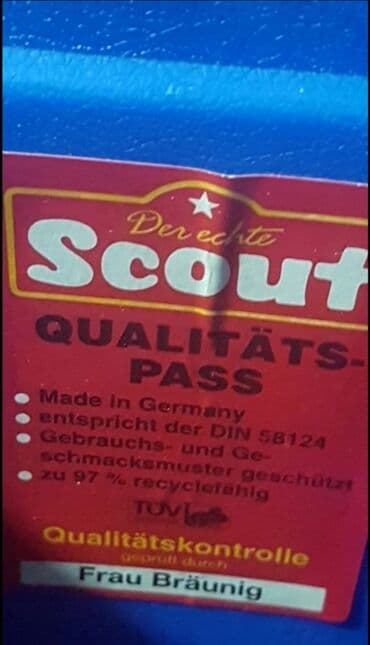 Der echte
Scout
QUALITÄTS-
PASS
Made in Germany
entspricht der DIN 58124
Gebrauchs- und Ge-
schmacksmuster geschützt
zu 97 % recyclefähig
TÜV GS
Qualitätskontrolle
geprüft durch
Frau Bräunig